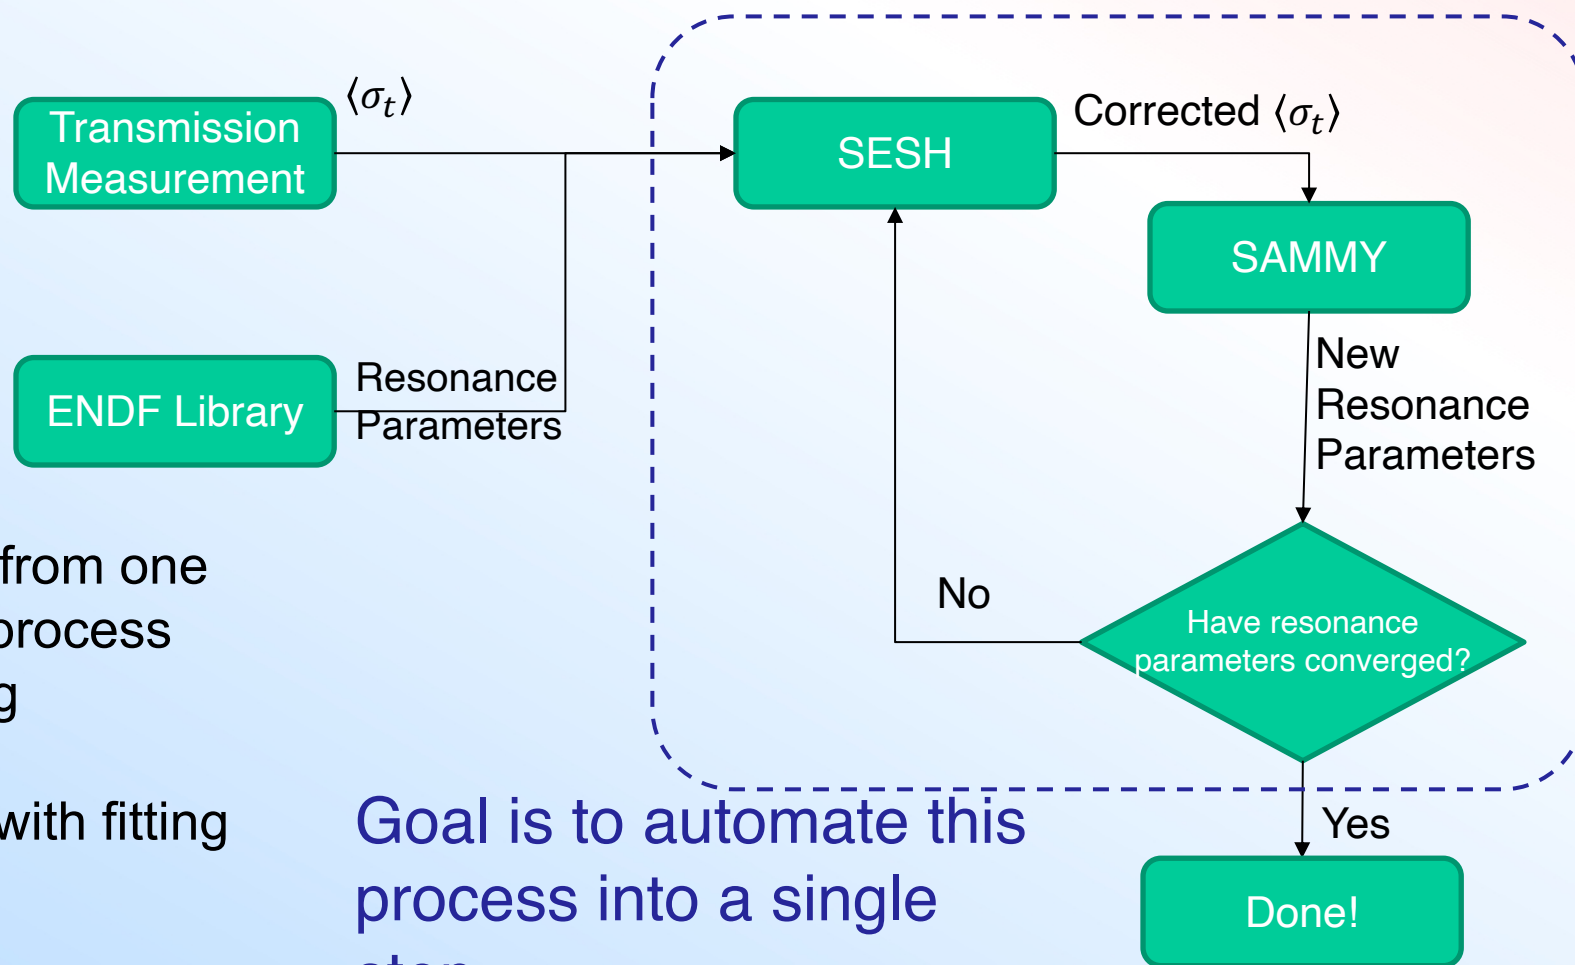 Transmission
Measurement
⟨σₜ⟩
SESH
Corrected ⟨σₜ⟩
SAMMY
ENDF Library
Resonance
Parameters
New
Resonance
Parameters
from one
process
No
Have resonance
parameters converged?
with fitting
Goal is to automate this
process into a single
Yes
Done!